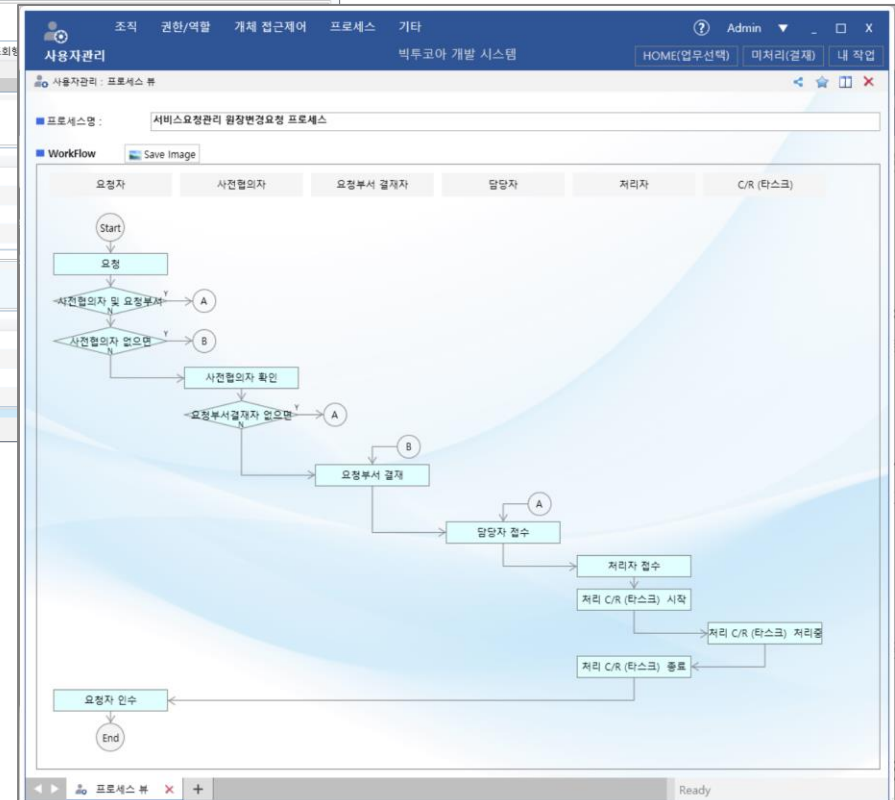 조직 권한/역할 개체 접근제어 프로세스 기타 ? Admin ▼ _ □ X
사용자관리 빅투코아 개발 시스템 HOME(업무선택) 미처리(결재) 내 작업
사용자관리 : 프로세스 뷰
프로세스명 : 서비스요청관리 원장변경요청 프로세스
WorkFlow Save Image
요청자 사전협의자 요청부서 결재자 담당자 처리자 C/R (타스크)
Start
요청
사전협의자 및 요청부서 Y A
N
사전협의자 없으면 Y B
N
사전협의자 확인
요청부서결재자 없으면 Y A
N
B
요청부서 결재
A
담당자 접수
처리자 접수
처리 C/R (타스크) 시작
처리 C/R (타스크) 처리중
처리 C/R (타스크) 종료
요청자 인수
End
프로세스 뷰 X + Ready